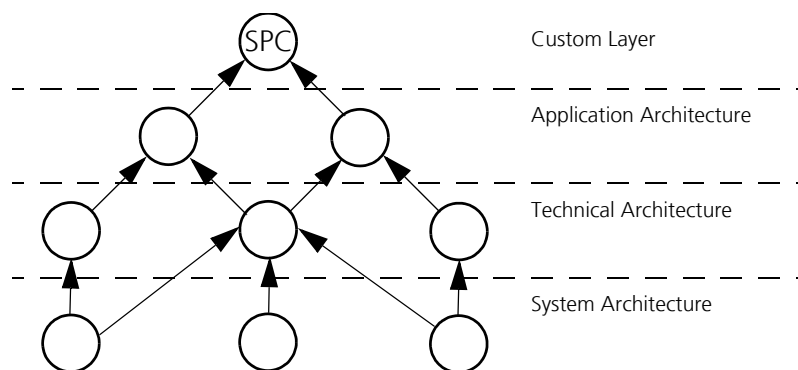 SPC
Custom Layer
Application Architecture
Technical Architecture
System Architecture